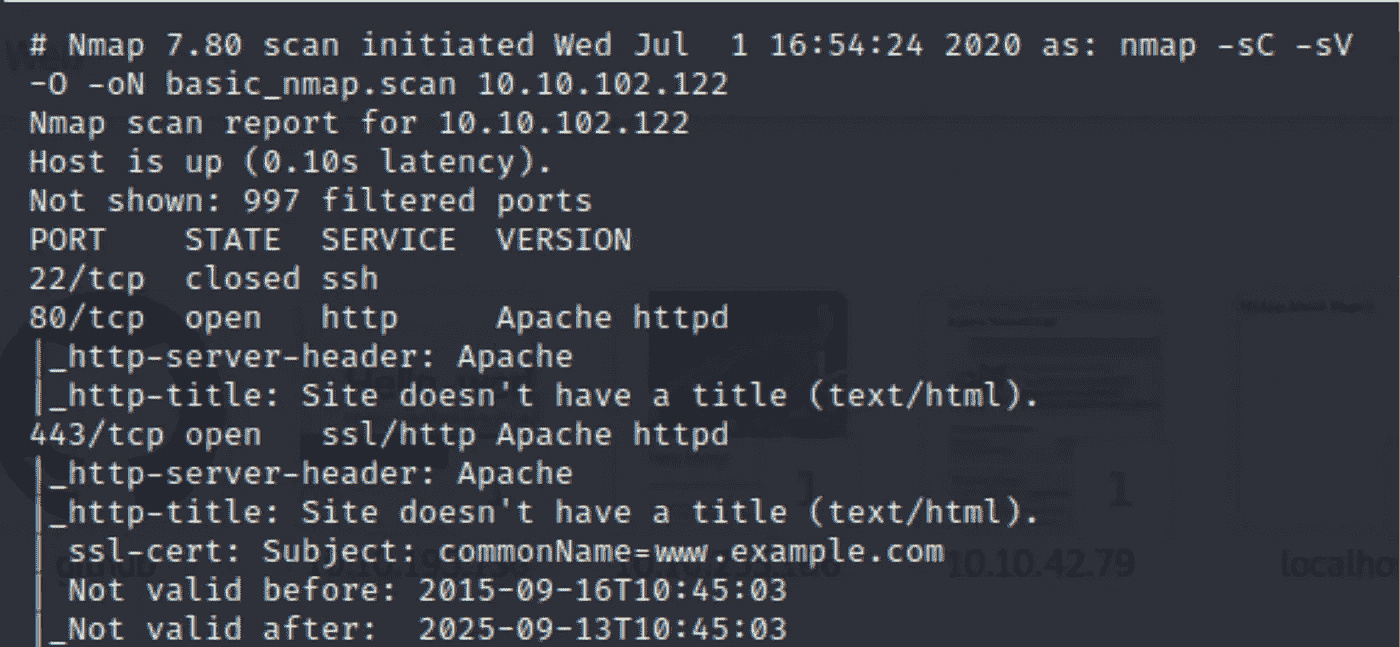 # Nmap 7.80 scan initiated Wed Jul  1 16:54:24 2020 as: nmap -sC -sV
-O -oN basic_nmap.scan 10.10.102.122
Nmap scan report for 10.10.102.122
Host is up (0.10s latency).
Not shown: 997 filtered ports
PORT    STATE  SERVICE  VERSION
22/tcp  closed ssh
80/tcp  open   http     Apache httpd
|_http-server-header: Apache
|_http-title: Site doesn't have a title (text/html).
443/tcp open   ssl/http Apache httpd
|_http-server-header: Apache
|_http-title: Site doesn't have a title (text/html).
| ssl-cert: Subject: commonName=www.example.com
| Not valid before: 2015-09-16T10:45:03
|_Not valid after:  2025-09-13T10:45:03
10.10.42.79
localho